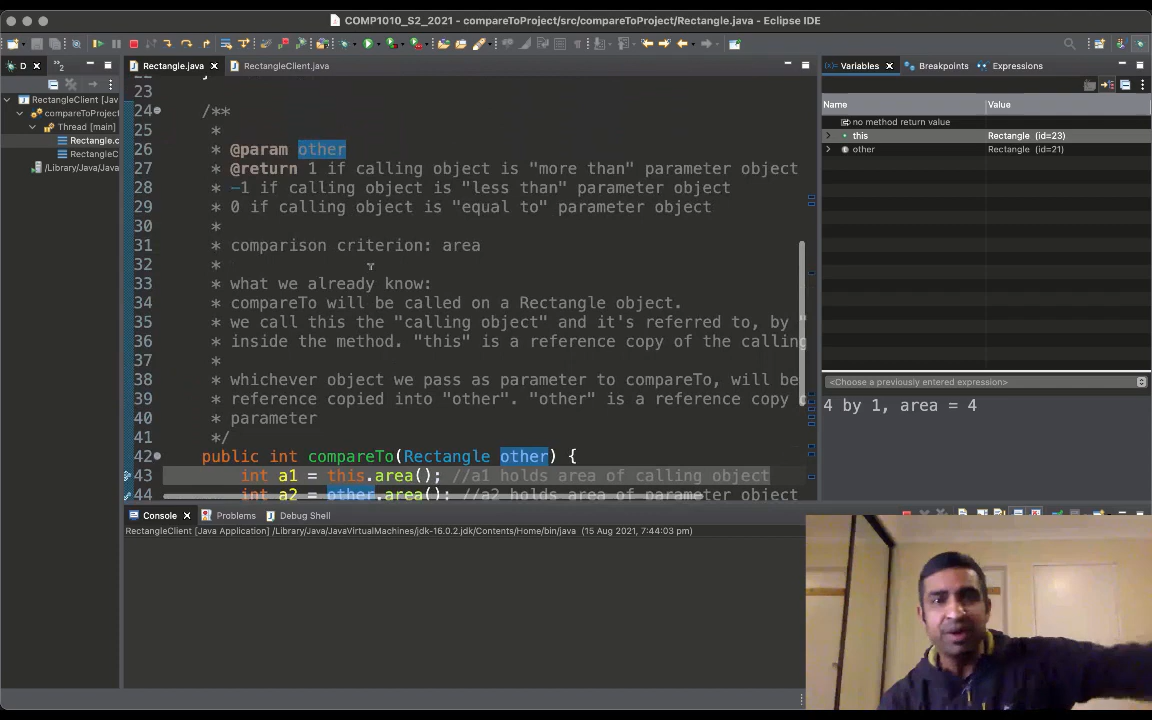 COMP1010_S2_2021 - compareToProject/src/compareToProject/Rectangle.java - Eclipse IDE
D
2
Rectangle.java
RectangleClient.java
Variables
Breakpoints
Expressions
RectangleClient [Jav
compareToProject
Thread [main]
Rectangle.c
RectangleC
/Library/Java/Java
22 }
23
24 /**
25 *
26 * @param other
27 * @return 1 if calling object is "more than" parameter object
28 * -1 if calling object is "less than" parameter object
29 * 0 if calling object is "equal to" parameter object
30 *
31 * comparison criterion: area
32 *
33 * what we already know:
34 * compareTo will be called on a Rectangle object.
35 * we call this the "calling object" and it's referred to, by "
36 * inside the method. "this" is a reference copy of the calling
37 *
38 * whichever object we pass as parameter to compareTo, will be
39 * reference copied into "other". "other" is a reference copy
40 * parameter
41 */
42 public int compareTo(Rectangle other) {
43 int a1 = this.area(); //a1 holds area of calling object
44 int a2 = other.area(); //a2 holds area of parameter object
Name Value
no method return value
this Rectangle (id=23)
other Rectangle (id=21)
<Choose a previously entered expression>
4 by 1, area = 4
Console
Problems
Debug Shell
RectangleClient [Java Application] /Library/Java/JavaVirtualMachines/jdk-16.0.2.jdk/Contents/Home/bin/java (15 Aug 2021, 7:44:03 pm)